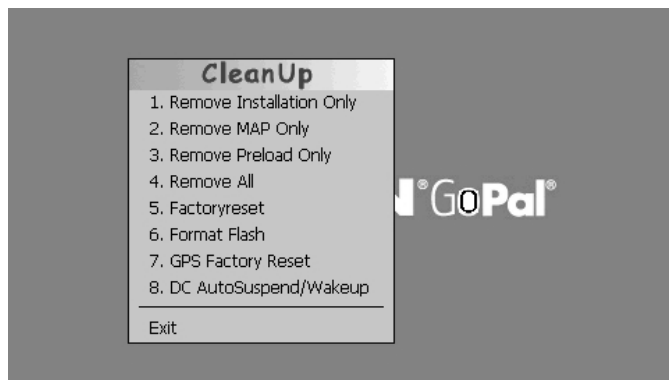 CleanUp
1. Remove Installation Only
2. Remove MAP Only
3. Remove Preload Only
4. Remove All
5. Factoryreset
6. Format Flash
7. GPS Factory Reset
8. DC AutoSuspend/Wakeup
Exit
N®GoPal®